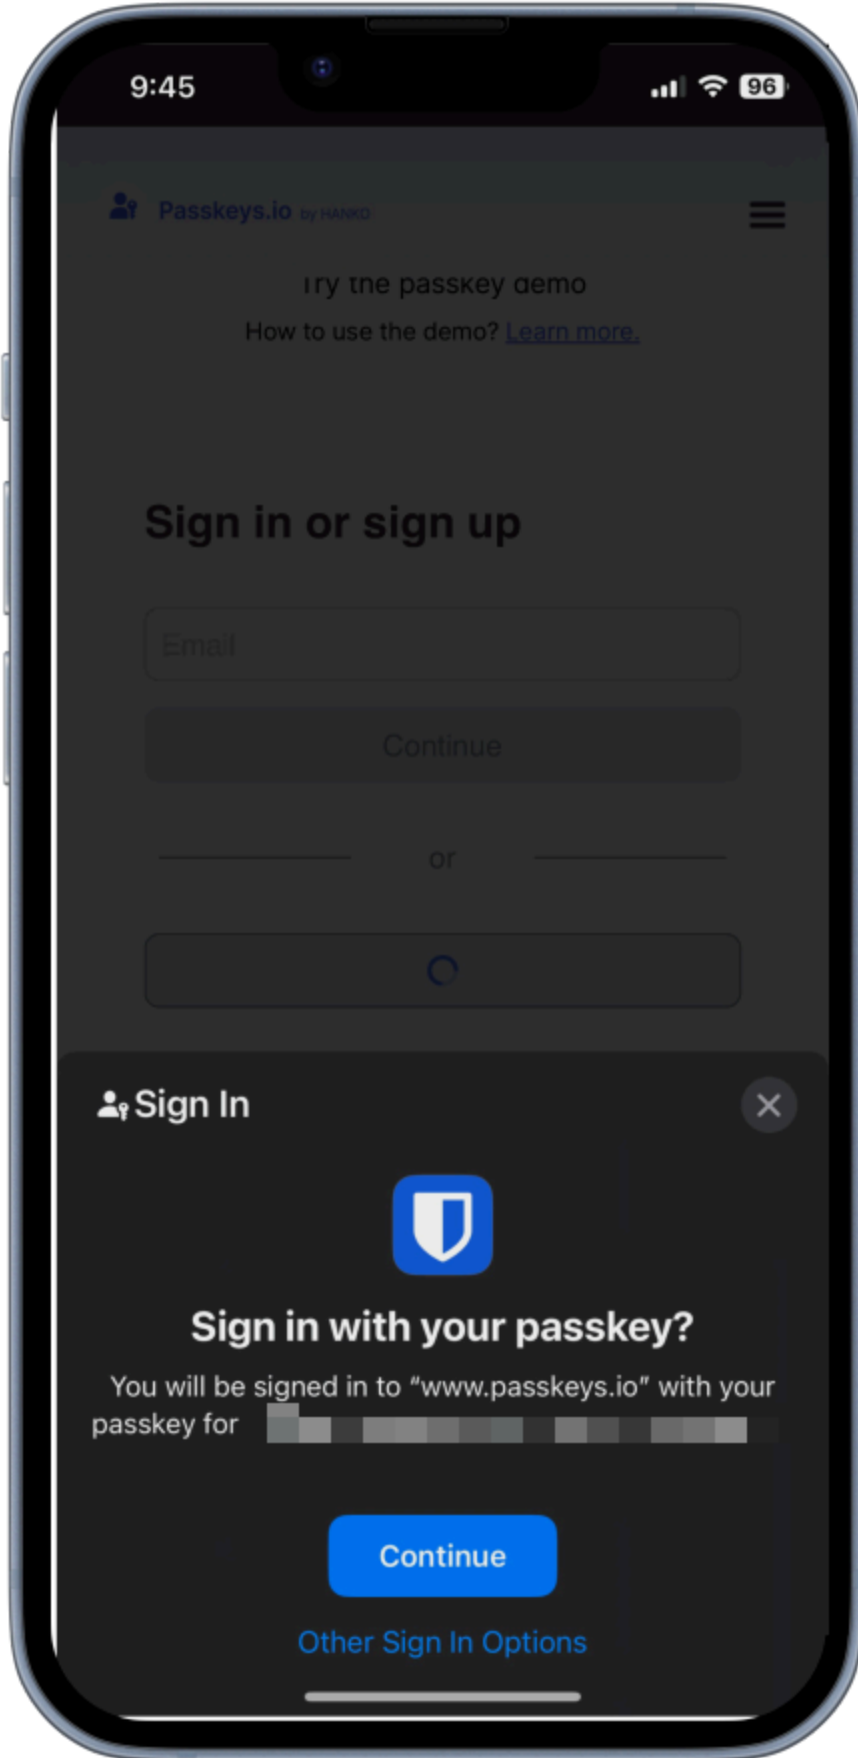 9:45
96
Passkeys.io by HANKO
Try the passkey demo
How to use the demo? Learn more.
Sign in or sign up
Email
Continue
or
Sign In
Sign in with your passkey?
You will be signed in to “www.passkeys.io” with your
passkey for
Continue
Other Sign In Options